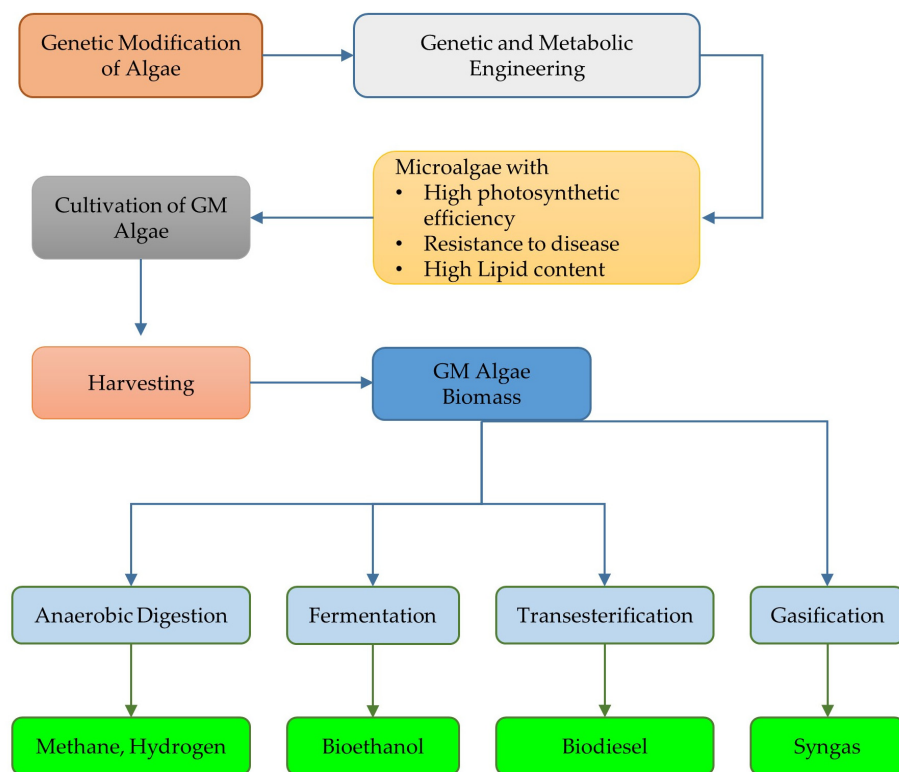 Genetic Modification
of Algae
Genetic and Metabolic
Engineering
Microalgae with
• High photosynthetic
efficiency
• Resistance to disease
• High Lipid content
Cultivation of GM
Algae
Harvesting
GM Algae
Biomass
Anaerobic Digestion
Fermentation
Transesterification
Gasification
Methane, Hydrogen
Bioethanol
Biodiesel
Syngas